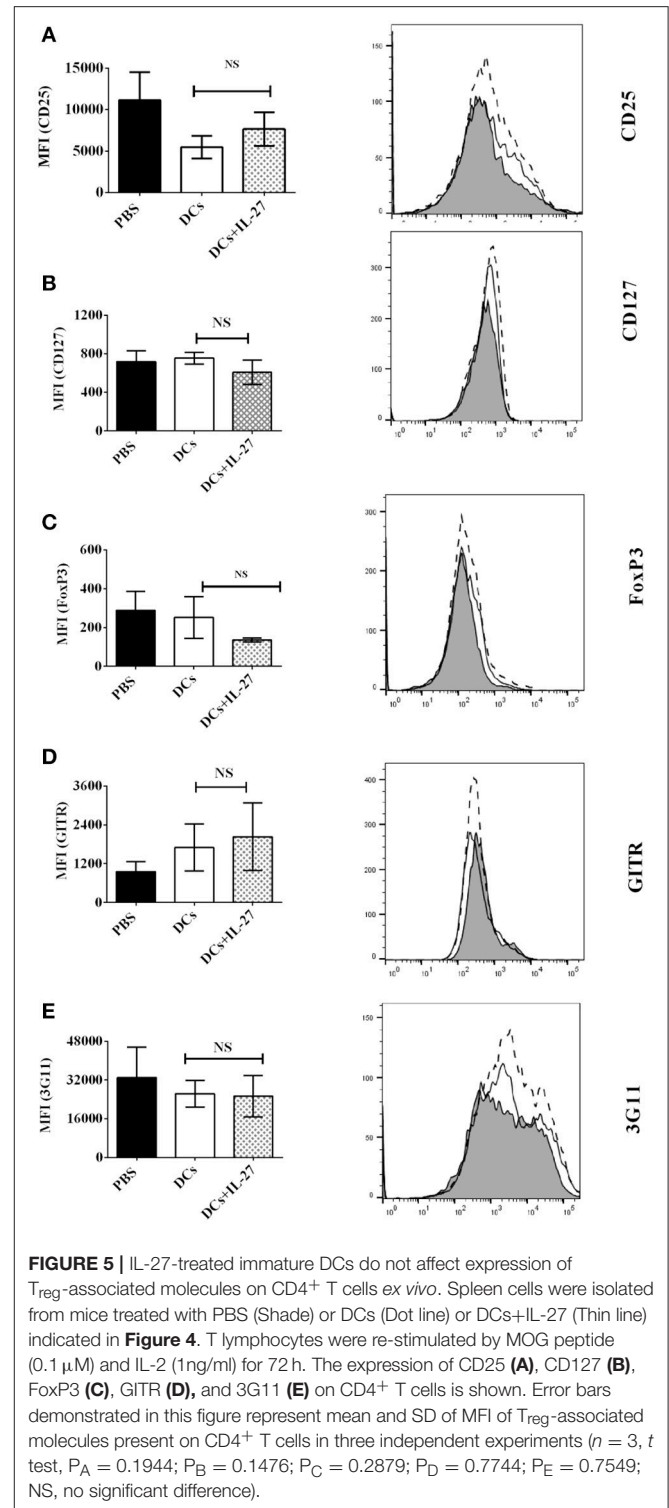 A
NS
MFI (CD25)
15000
10000
5000
0
PBS
DCs
DCs+IL-27
150
100
50
0
10^0 10^1 10^2 10^3 10^4 10^5
CD25
B
NS
MFI (CD127)
1200
800
400
0
PBS
DCs
DCs+IL-27
300
200
100
0
10^0 10^1 10^2 10^3 10^4 10^5
CD127
C
NS
MFI (FoxP3)
600
400
200
0
PBS
DCs
DCs+IL-27
300
200
100
0
10^0 10^1 10^2 10^3 10^4 10^5
FoxP3
D
NS
MFI (GITR)
3600
2400
1200
0
PBS
DCs
DCs+IL-27
400
300
200
100
0
10^0 10^1 10^2 10^3 10^4 10^5
GITR
E
NS
MFI (3G11)
48000
32000
16000
0
PBS
DCs
DCs+IL-27
150
100
50
0
10^0 10^1 10^2 10^3 10^4 10^5
3G11
FIGURE 5 | IL-27-treated immature DCs do not affect expression of
Treg-associated molecules on CD4+ T cells ex vivo. Spleen cells were isolated
from mice treated with PBS (Shade) or DCs (Dot line) or DCs+IL-27 (Thin line)
indicated in Figure 4. T lymphocytes were re-stimulated by MOG peptide
(0.1 μM) and IL-2 (1ng/ml) for 72 h. The expression of CD25 (A), CD127 (B),
FoxP3 (C), GITR (D), and 3G11 (E) on CD4+ T cells is shown. Error bars
demonstrated in this figure represent mean and SD of MFI of Treg-associated
molecules present on CD4+ T cells in three independent experiments (n = 3, t
test, PA = 0.1944; PB = 0.1476; PC = 0.2879; PD = 0.7744; PE = 0.7549;
NS, no significant difference).